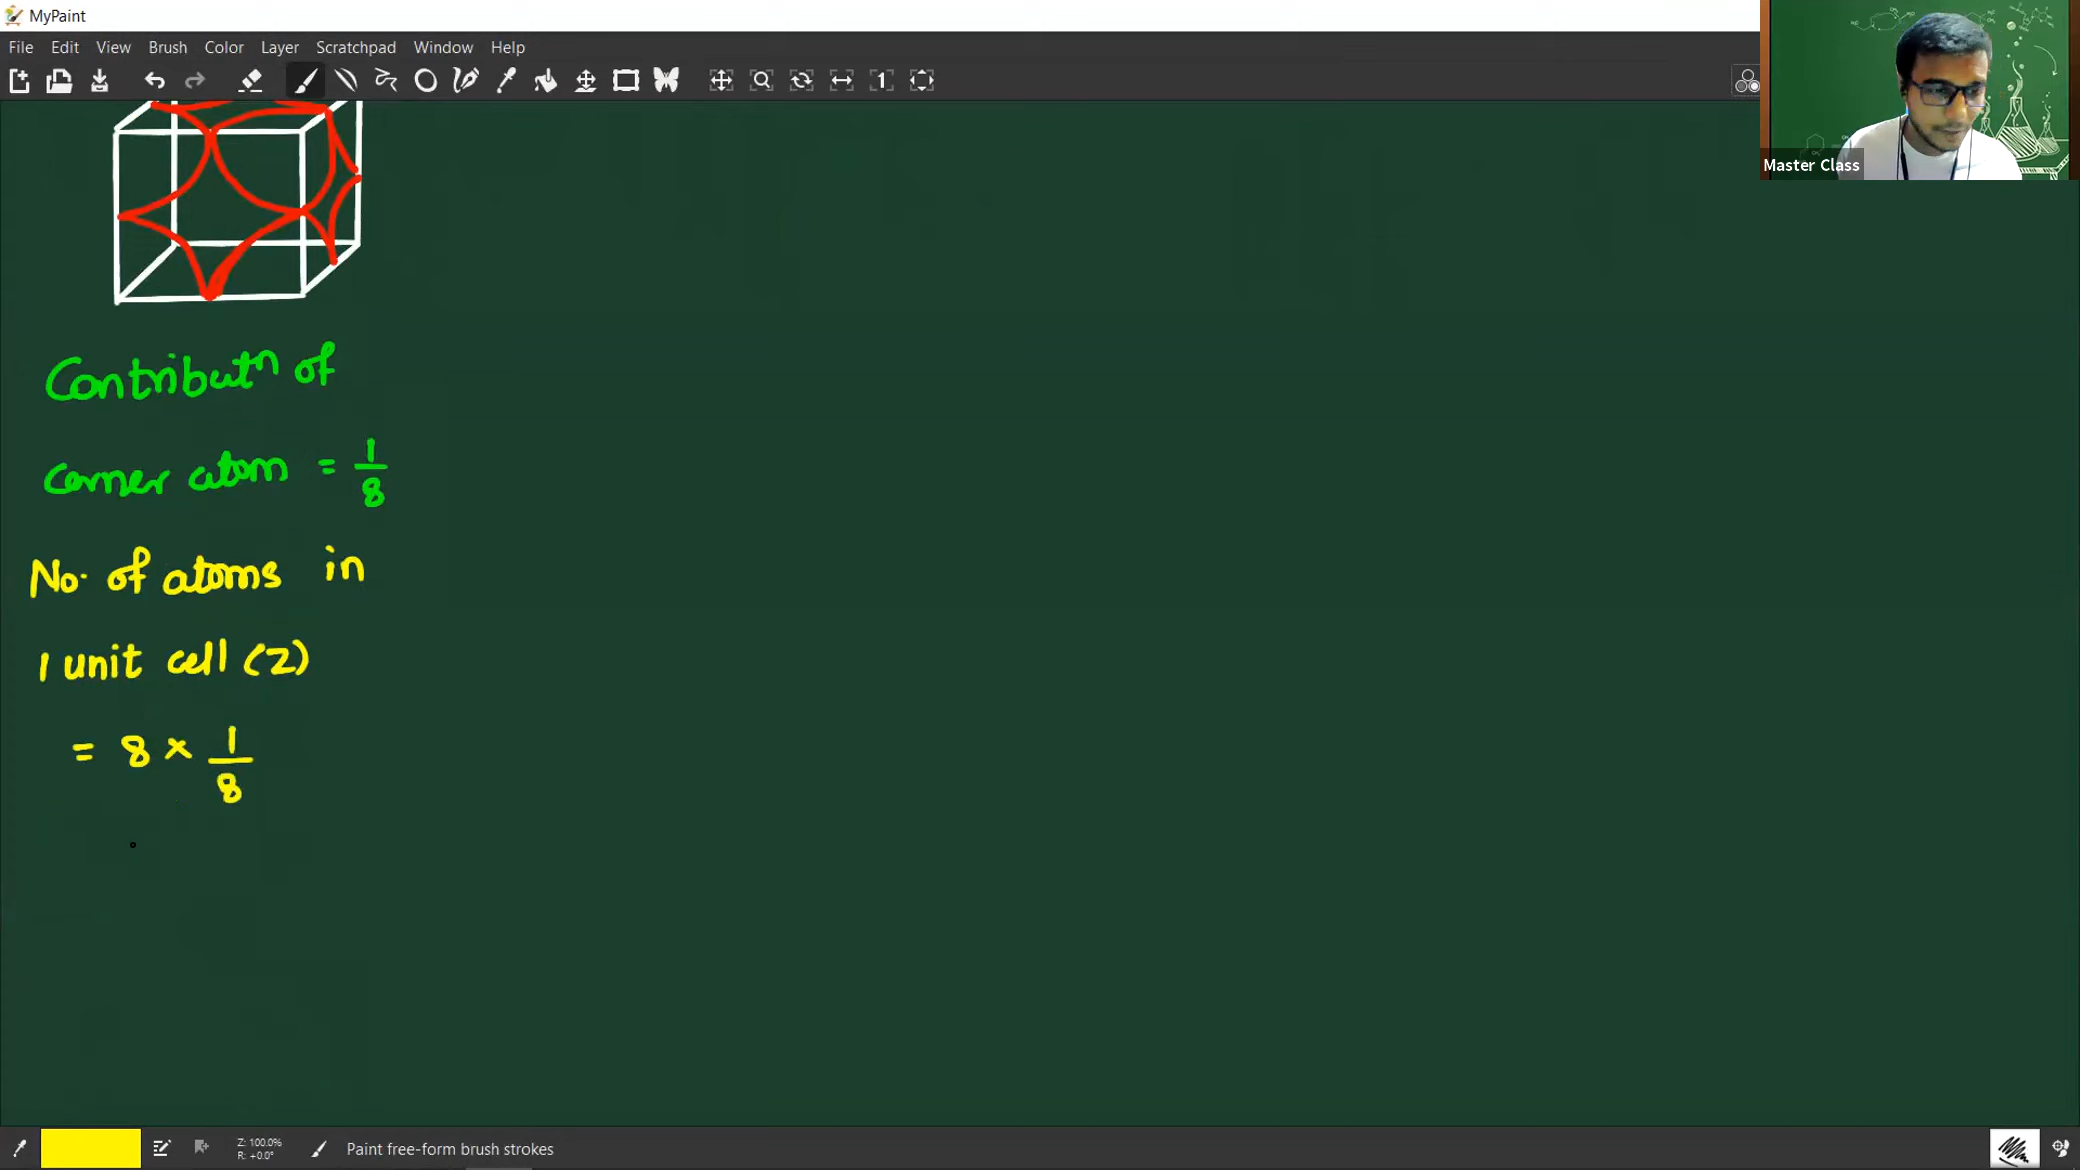 MyPaint
File Edit View Brush Color Layer Scratchpad Window Help
Master Class
Contributn of
corner atom = 1/8
No. of atoms in
1 unit cell (Z)
= 8 × 1/8
Z: 100.0%
R: +0.0°
Paint free-form brush strokes